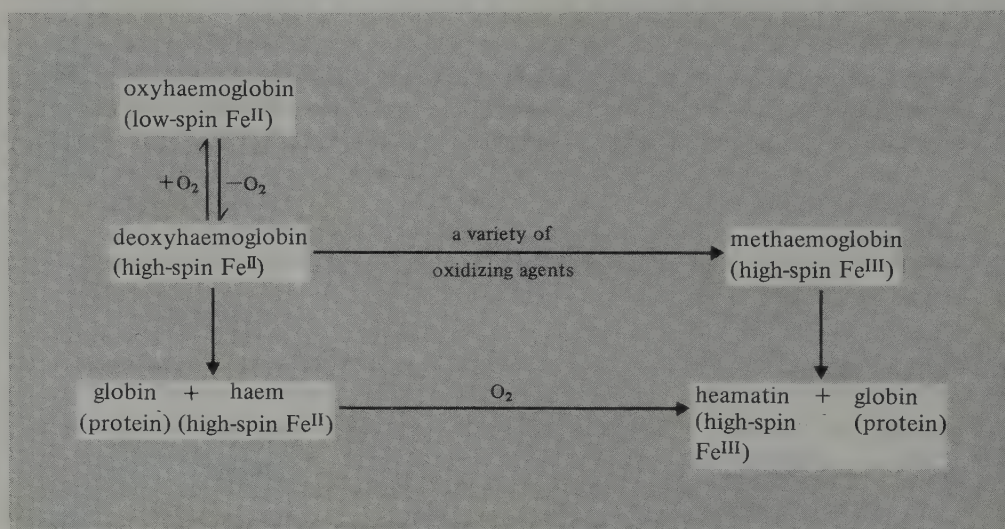 oxyhaemoglobin
(low-spin Fe^II)
+O₂
−O₂
deoxyhaemoglobin
(high-spin Fe^II)
a variety of
oxidizing agents
methaemoglobin
(high-spin Fe^III)
globin + haem
(protein) (high-spin Fe^II)
O₂
heamatin + globin
(high-spin (protein)
Fe^III)